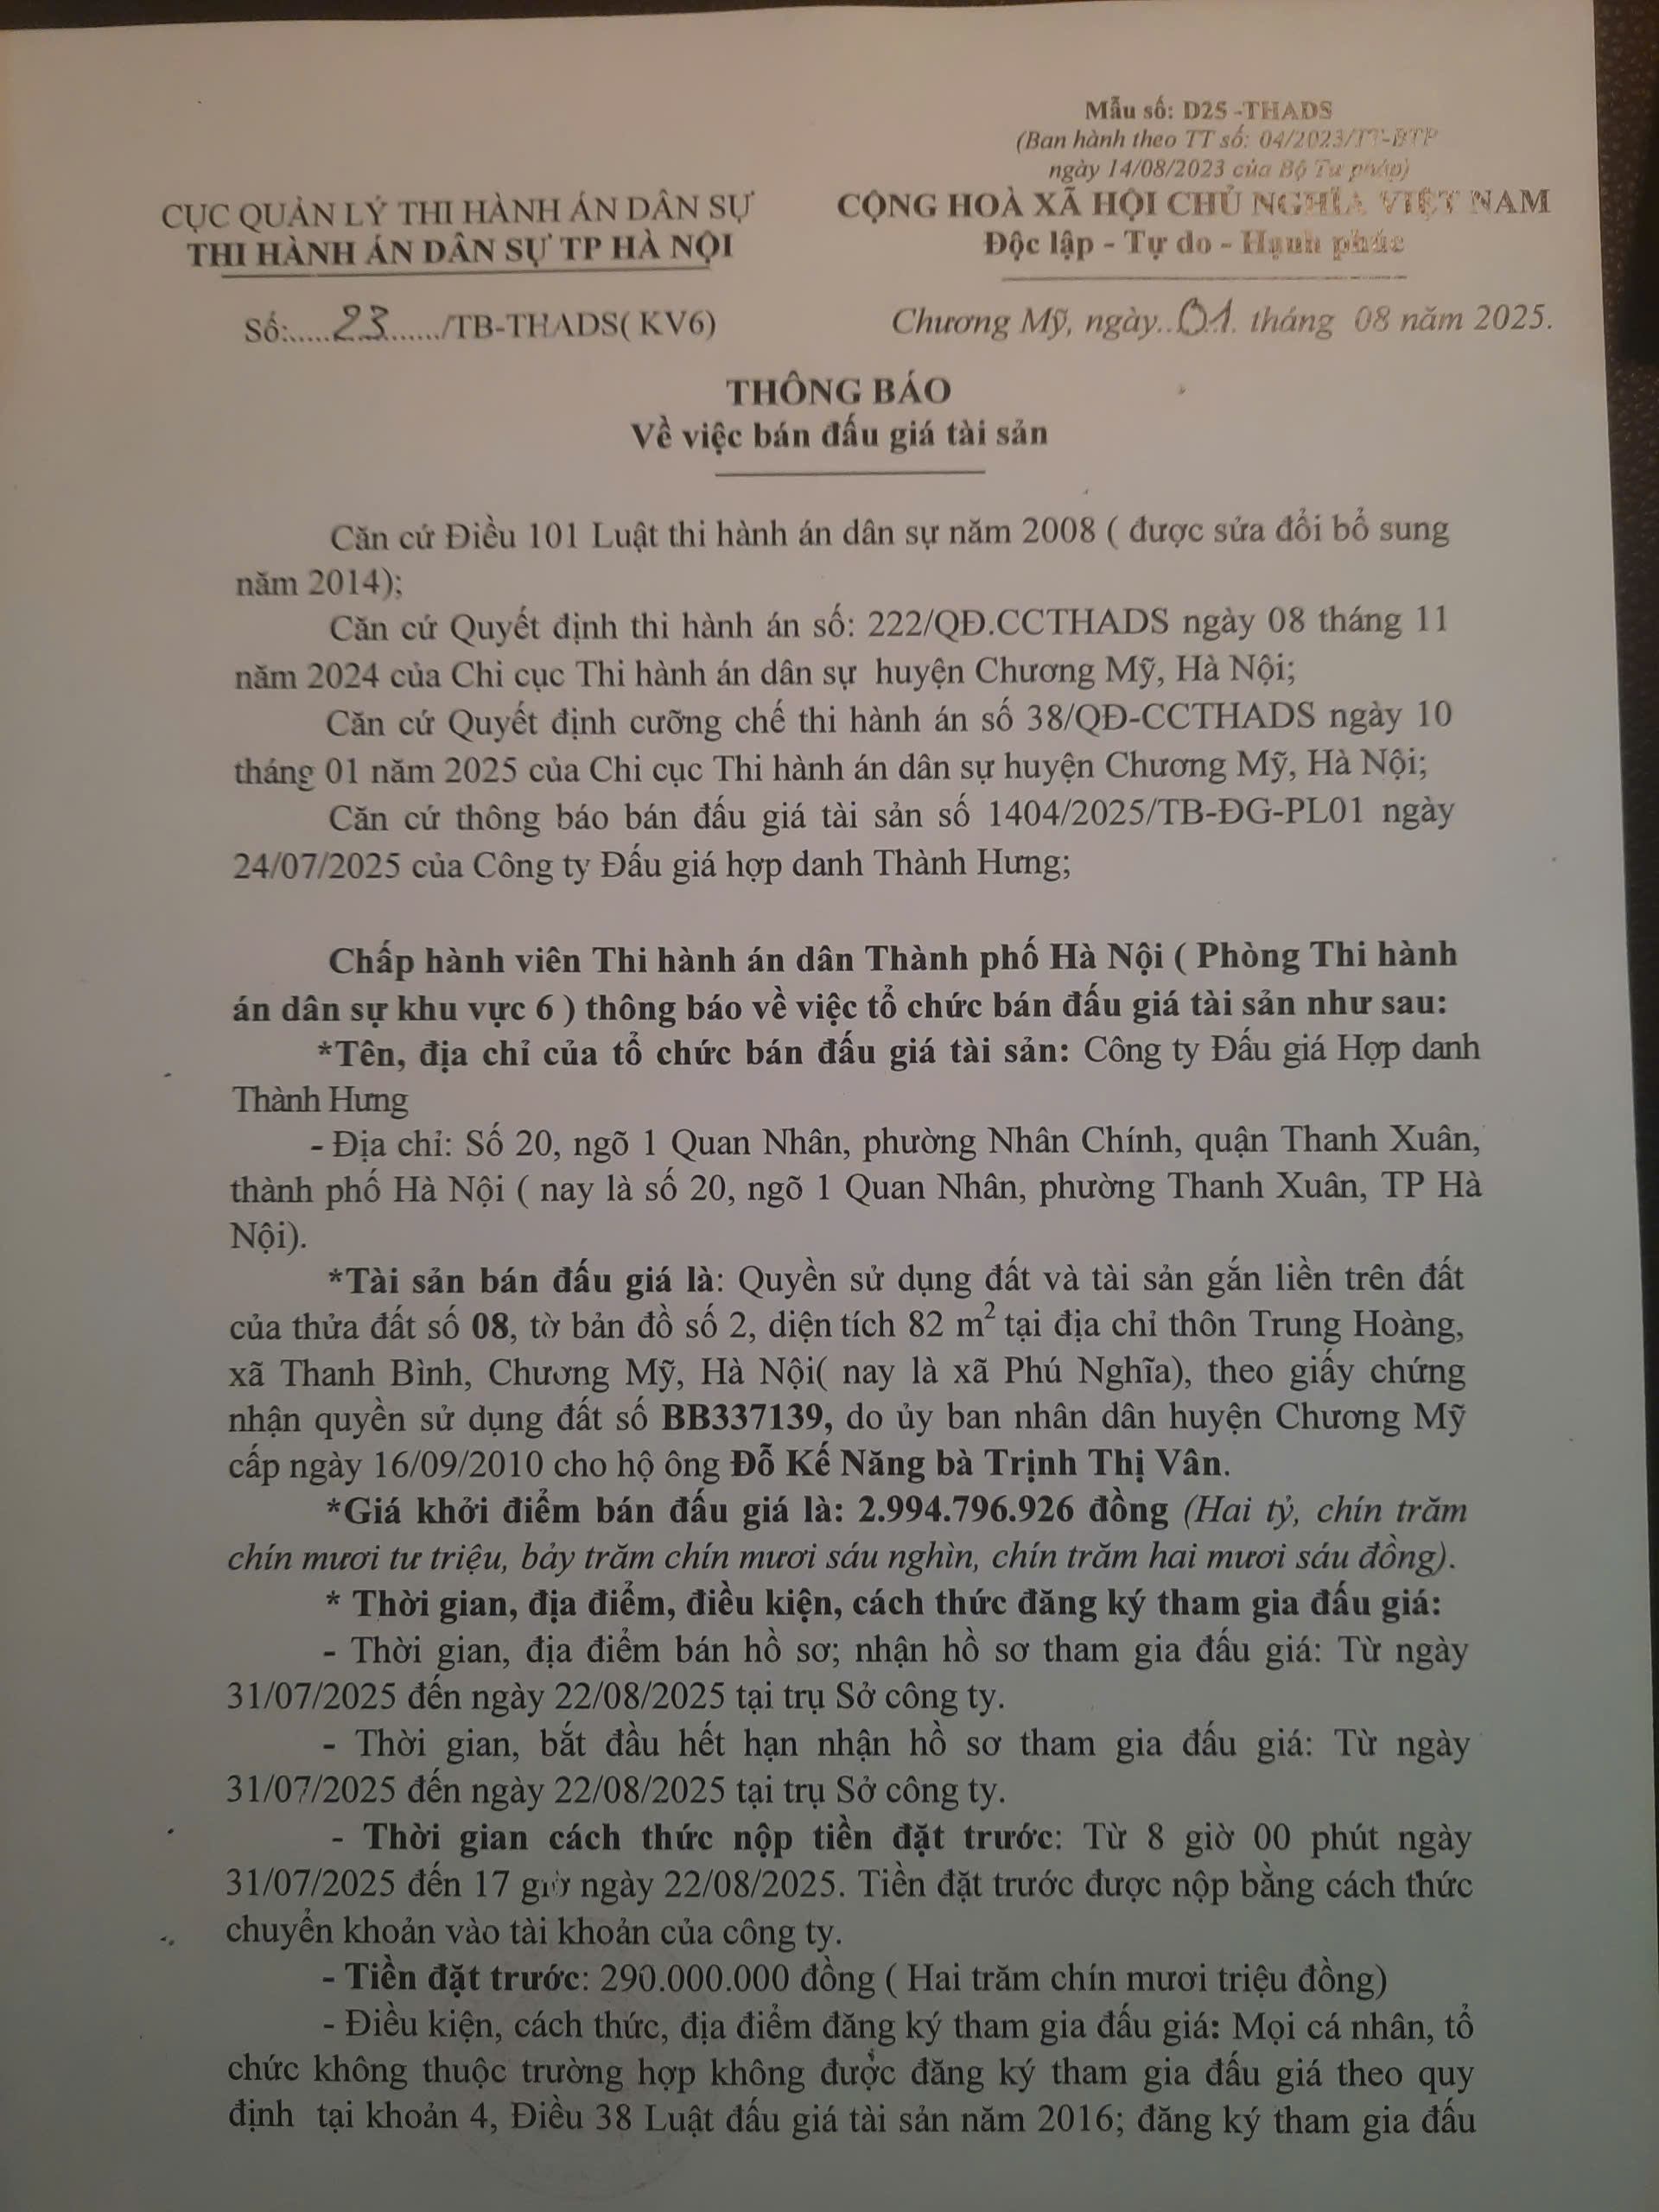 Mẫu số: D25 -THADS
(Ban hành theo TT số: 04/2023/TT-BTP
ngày 14/08/2023 của Bộ Tư pháp)
CỤC QUẢN LÝ THI HÀNH ÁN DÂN SỰ
THI HÀNH ÁN DÂN SỰ TP HÀ NỘI
CỘNG HOÀ XÃ HỘI CHỦ NGHĨA VIỆT NAM
Độc lập - Tự do - Hạnh phúc
Số:.....23....../TB-THADS( KV6)
Chương Mỹ, ngày..01. tháng 08 năm 2025.
THÔNG BÁO
Về việc bán đấu giá tài sản
Căn cứ Điều 101 Luật thi hành án dân sự năm 2008 ( được sửa đổi bổ sung
năm 2014);
Căn cứ Quyết định thi hành án số: 222/QĐ.CCTHADS ngày 08 tháng 11
năm 2024 của Chi cục Thi hành án dân sự huyện Chương Mỹ, Hà Nội;
Căn cứ Quyết định cưỡng chế thi hành án số 38/QĐ-CCTHADS ngày 10
tháng 01 năm 2025 của Chi cục Thi hành án dân sự huyện Chương Mỹ, Hà Nội;
Căn cứ thông báo bán đấu giá tài sản số 1404/2025/TB-ĐG-PL01 ngày
24/07/2025 của Công ty Đấu giá hợp danh Thành Hưng;
Chấp hành viên Thi hành án dân Thành phố Hà Nội ( Phòng Thi hành
án dân sự khu vực 6 ) thông báo về việc tổ chức bán đấu giá tài sản như sau:
*Tên, địa chỉ của tổ chức bán đấu giá tài sản: Công ty Đấu giá Hợp danh
Thành Hưng
- Địa chỉ: Số 20, ngõ 1 Quan Nhân, phường Nhân Chính, quận Thanh Xuân,
thành phố Hà Nội ( nay là số 20, ngõ 1 Quan Nhân, phường Thanh Xuân, TP Hà
Nội).
*Tài sản bán đấu giá là: Quyền sử dụng đất và tài sản gắn liền trên đất
của thửa đất số 08, tờ bản đồ số 2, diện tích 82 m² tại địa chỉ thôn Trung Hoàng,
xã Thanh Bình, Chương Mỹ, Hà Nội( nay là xã Phú Nghĩa), theo giấy chứng
nhận quyền sử dụng đất số BB337139, do ủy ban nhân dân huyện Chương Mỹ
cấp ngày 16/09/2010 cho hộ ông Đỗ Kế Năng bà Trịnh Thị Vân.
*Giá khởi điểm bán đấu giá là: 2.994.796.926 đồng (Hai tỷ, chín trăm
chín mươi tư triệu, bảy trăm chín mươi sáu nghìn, chín trăm hai mươi sáu đồng).
* Thời gian, địa điểm, điều kiện, cách thức đăng ký tham gia đấu giá:
- Thời gian, địa điểm bán hồ sơ; nhận hồ sơ tham gia đấu giá: Từ ngày
31/07/2025 đến ngày 22/08/2025 tại trụ Sở công ty.
- Thời gian, bắt đầu hết hạn nhận hồ sơ tham gia đấu giá: Từ ngày
31/07/2025 đến ngày 22/08/2025 tại trụ Sở công ty.
- Thời gian cách thức nộp tiền đặt trước: Từ 8 giờ 00 phút ngày
31/07/2025 đến 17 giờ ngày 22/08/2025. Tiền đặt trước được nộp bằng cách thức
chuyển khoản vào tài khoản của công ty.
- Tiền đặt trước: 290.000.000 đồng ( Hai trăm chín mươi triệu đồng)
- Điều kiện, cách thức, địa điểm đăng ký tham gia đấu giá: Mọi cá nhân, tổ
chức không thuộc trường hợp không được đăng ký tham gia đấu giá theo quy
định tại khoản 4, Điều 38 Luật đấu giá tài sản năm 2016; đăng ký tham gia đấu